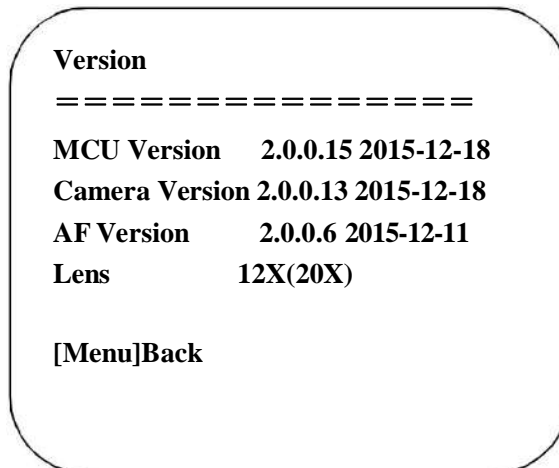 Version
===============
MCU Version 2.0.0.15 2015-12-18
Camera Version 2.0.0.13 2015-12-18
AF Version 2.0.0.6 2015-12-11
Lens 12X(20X)
[Menu]Back